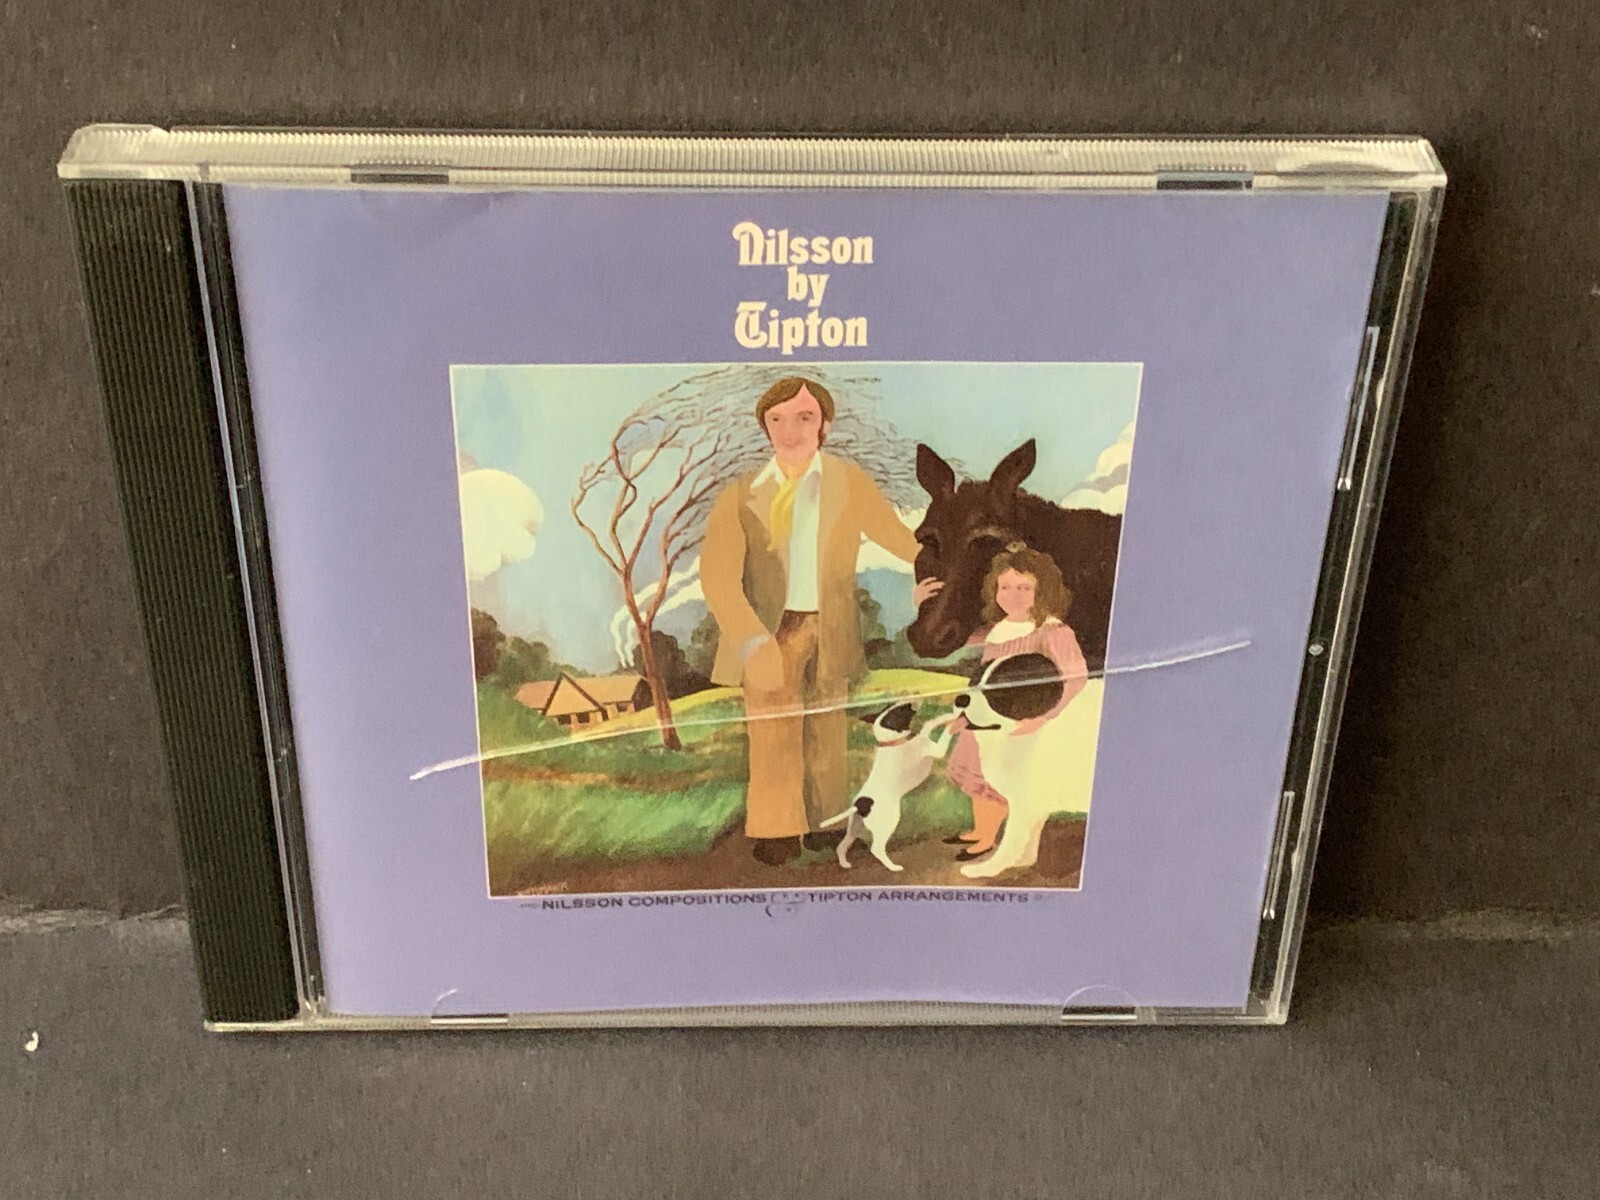 Nilsson
by
Tipton
NILSSON COMPOSITIONS TIPTON ARRANGEMENTS